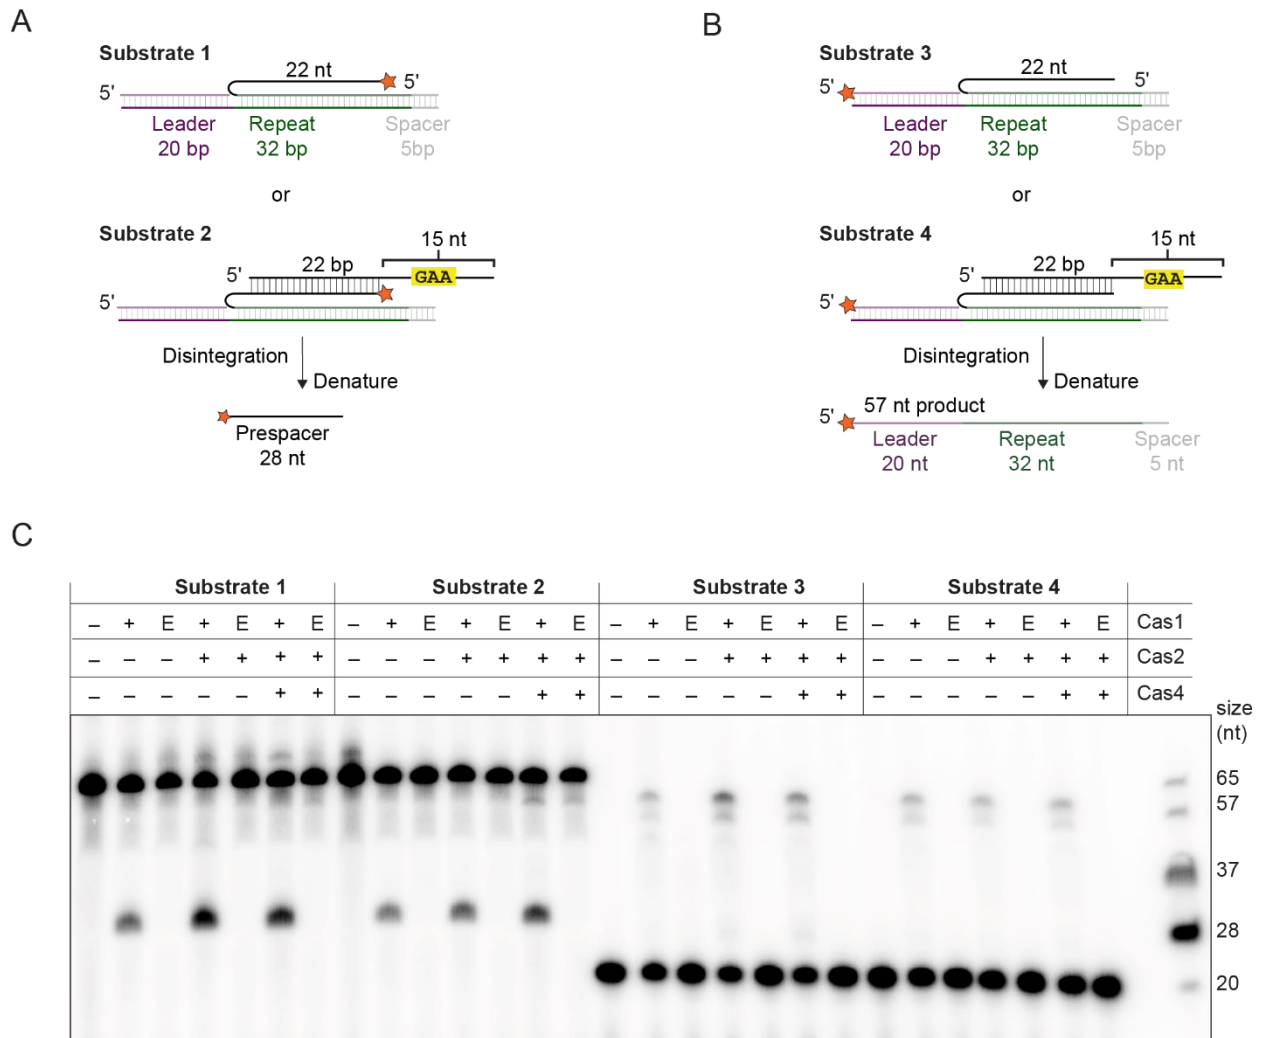 A
Substrate 1
22 nt
5'
5'
Leader
20 bp
Repeat
32 bp
Spacer
5bp
or
Substrate 2
15 nt
5'
22 bp
GAA
5'
Disintegration
Denature
Prespacer
28 nt
B
Substrate 3
22 nt
5'
5'
Leader
20 bp
Repeat
32 bp
Spacer
5bp
or
Substrate 4
15 nt
5'
22 bp
GAA
5'
Disintegration
Denature
5'
57 nt product
Leader
20 nt
Repeat
32 nt
Spacer
5 nt
C
Substrate 1 Substrate 2 Substrate 3 Substrate 4
– + E + E + E – + E + E + E – + E + E + E – + E + E + E Cas1
– – – + + + + – – – + + + + – – – + + + + – – – + + + + Cas2
– – – – – + + – – – – – + + – – – – – + + – – – – – + + Cas4
size
(nt)
65
57
37
28
20